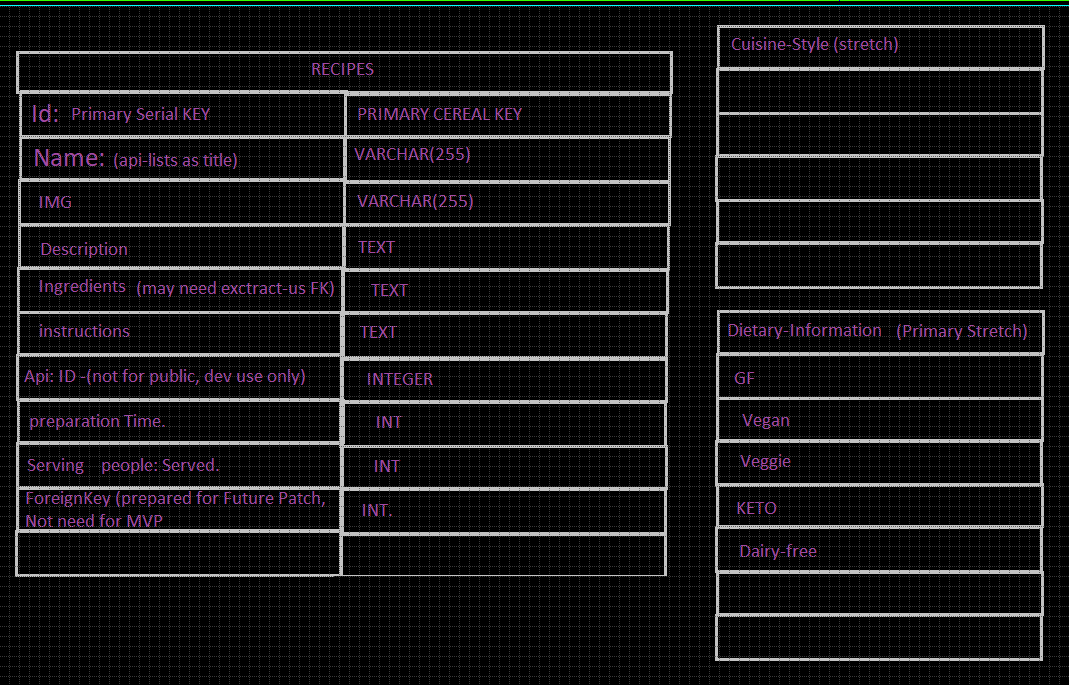 RECIPES
Id: Primary Serial KEY
PRIMARY CEREAL KEY
Name: (api-lists as title)
VARCHAR(255)
IMG
VARCHAR(255)
Description
TEXT
Ingredients (may need exctract-us FK)
TEXT
instructions
TEXT
Api: ID -(not for public, dev use only)
INTEGER
preparation Time.
INT
Serving people: Served.
INT
ForeignKey (prepared for Future Patch,
Not need for MVP
INT.
Cuisine-Style (stretch)
Dietary-Information (Primary Stretch)
GF
Vegan
Veggie
KETO
Dairy-free